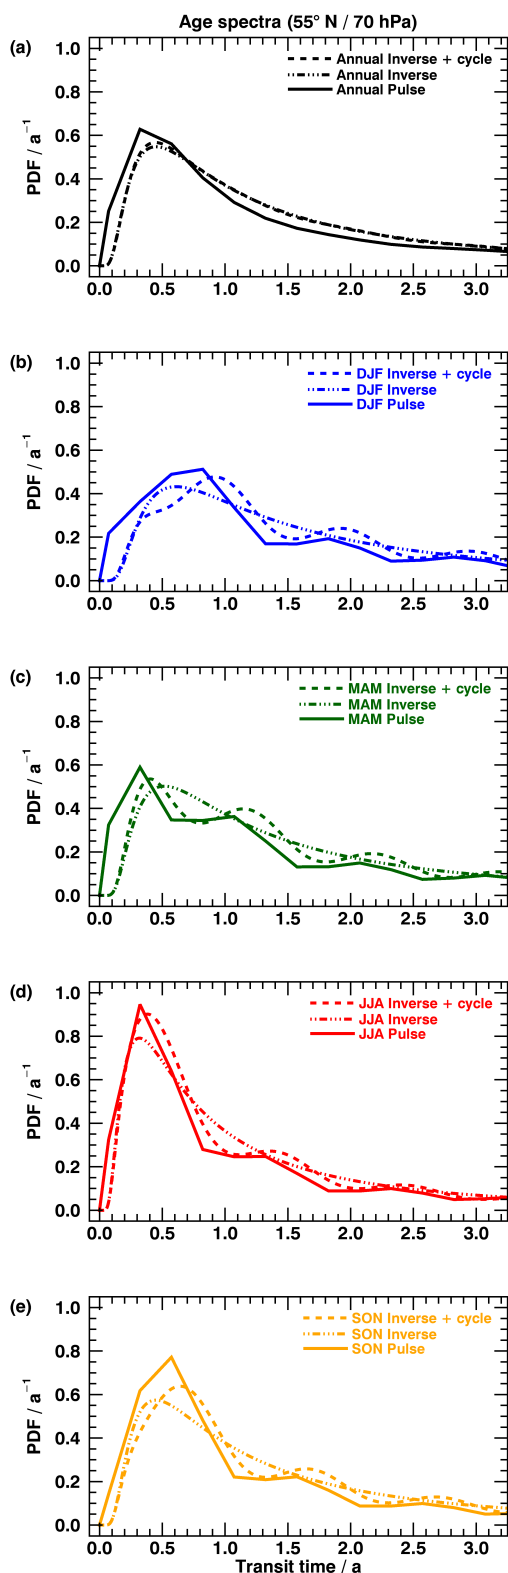 Age spectra (55° N / 70 hPa)
(a)
Annual Inverse + cycle
Annual Inverse
Annual Pulse
PDF / a⁻¹
1.0
0.8
0.6
0.4
0.2
0.0
0.0 0.5 1.0 1.5 2.0 2.5 3.0
(b)
DJF Inverse + cycle
DJF Inverse
DJF Pulse
PDF / a⁻¹
1.0
0.8
0.6
0.4
0.2
0.0
0.0 0.5 1.0 1.5 2.0 2.5 3.0
(c)
MAM Inverse + cycle
MAM Inverse
MAM Pulse
PDF / a⁻¹
1.0
0.8
0.6
0.4
0.2
0.0
0.0 0.5 1.0 1.5 2.0 2.5 3.0
(d)
JJA Inverse + cycle
JJA Inverse
JJA Pulse
PDF / a⁻¹
1.0
0.8
0.6
0.4
0.2
0.0
0.0 0.5 1.0 1.5 2.0 2.5 3.0
(e)
SON Inverse + cycle
SON Inverse
SON Pulse
PDF / a⁻¹
1.0
0.8
0.6
0.4
0.2
0.0
0.0 0.5 1.0 1.5 2.0 2.5 3.0
Transit time / a